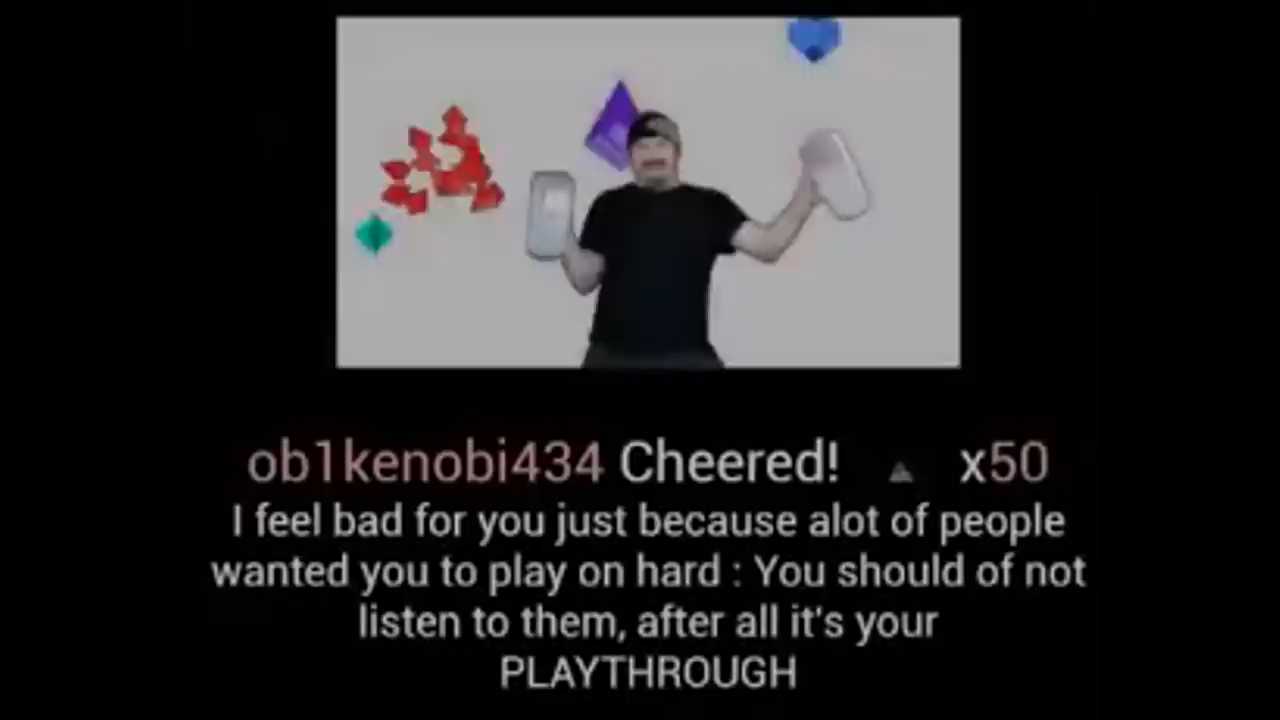 ob1kenobi434 Cheered! x50
I feel bad for you just because alot of people
wanted you to play on hard : You should of not
listen to them, after all it's your
PLAYTHROUGH